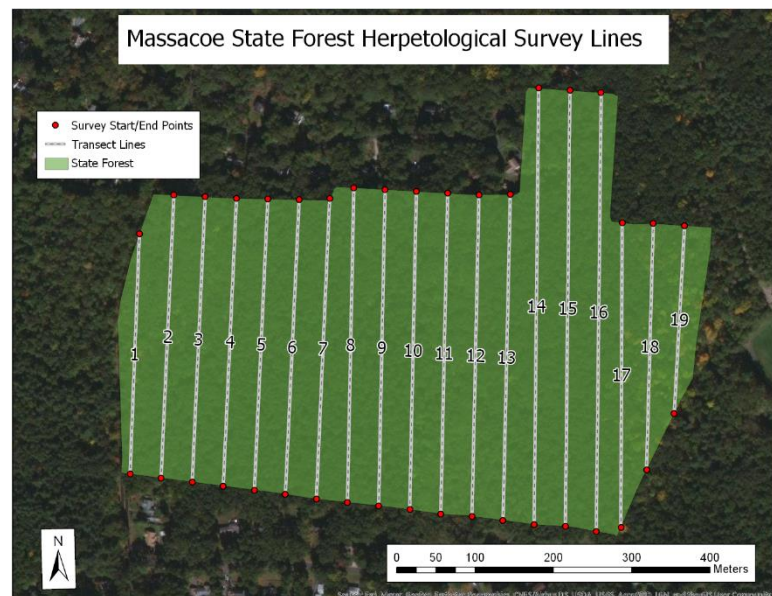 Massacoe State Forest Herpetological Survey Lines
Survey Start/End Points
Transect Lines
State Forest
1
2
3
4
5
6
7
8
9
10
11
12
13
14
15
16
17
18
19
N
0 50 100 200 300 400
Meters